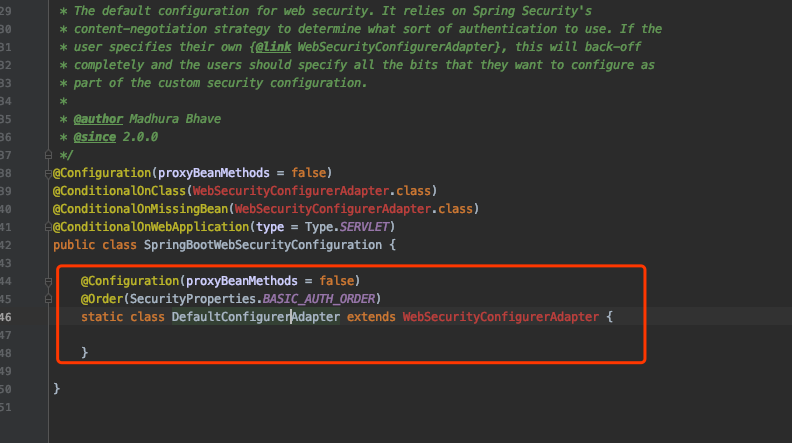 29 * The default configuration for web security. It relies on Spring Security's
30 * content-negotiation strategy to determine what sort of authentication to use. If the
31 * user specifies their own {@link WebSecurityConfigurerAdapter}, this will back-off
32 * completely and the users should specify all the bits that they want to configure as
33 * part of the custom security configuration.
34 *
35 * @author Madhura Bhave
36 * @since 2.0.0
37 */
38 @Configuration(proxyBeanMethods = false)
39 @ConditionalOnClass(WebSecurityConfigurerAdapter.class)
40 @ConditionalOnMissingBean(WebSecurityConfigurerAdapter.class)
41 @ConditionalOnWebApplication(type = Type.SERVLET)
42 public class SpringBootWebSecurityConfiguration {
43
44 @Configuration(proxyBeanMethods = false)
45 @Order(SecurityProperties.BASIC_AUTH_ORDER)
46 static class DefaultConfigurerAdapter extends WebSecurityConfigurerAdapter {
47
48 }
49
50 }
51